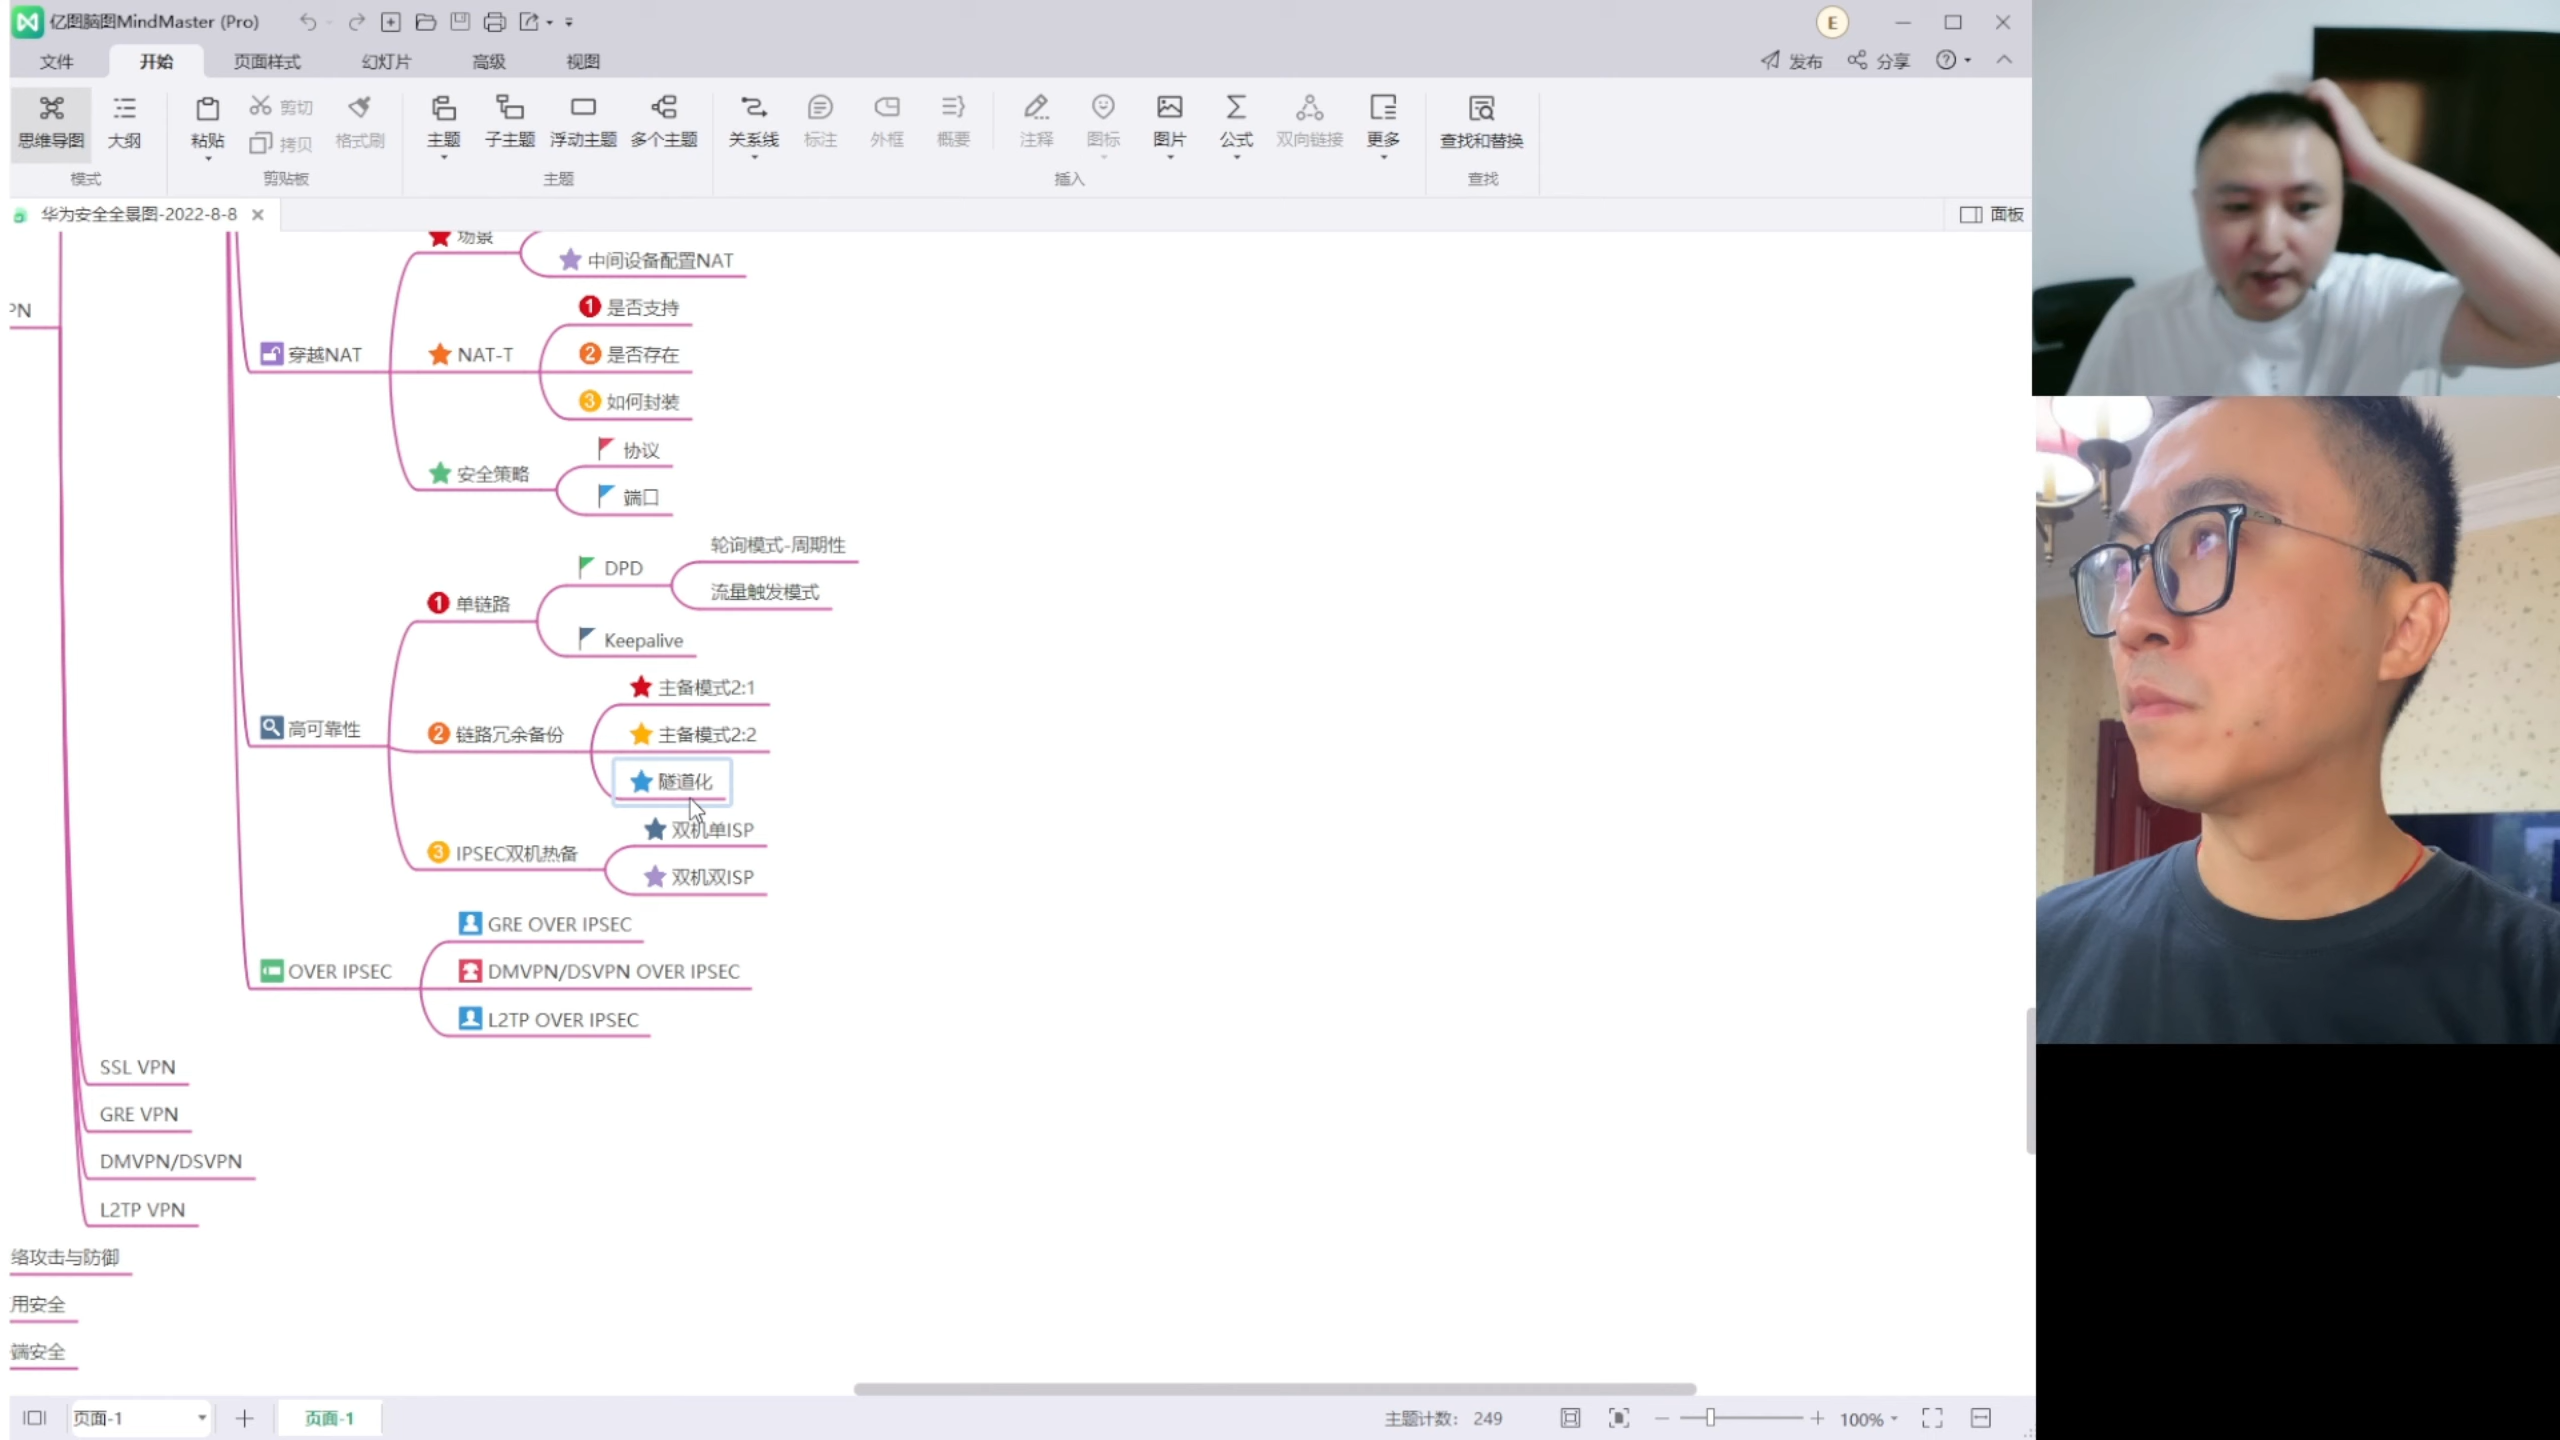 亿图脑图MindMaster (Pro)
E
文件 开始 页面样式 幻灯片 高级 视图
发布 分享
思维导图 大纲 粘贴 剪切 拷贝 格式刷 主题 子主题 浮动主题 多个主题 关系线 标注 外框 概要 注释 图标 图片 公式 双向链接 更多 查找和替换
模式 剪贴板 主题 插入 查找
华为安全全景图-2022-8-8
面板
场景
中间设备配置NAT
PN
1 是否支持
穿越NAT
NAT-T
2 是否存在
3 如何封装
协议
安全策略
端口
轮询模式-周期性
DPD
流量触发模式
1 单链路
Keepalive
主备模式2:1
高可靠性
2 链路冗余备份
主备模式2:2
隧道化
双机单ISP
3 IPSEC双机热备
双机双ISP
GRE OVER IPSEC
OVER IPSEC
DMVPN/DSVPN OVER IPSEC
L2TP OVER IPSEC
SSL VPN
GRE VPN
DMVPN/DSVPN
L2TP VPN
络攻击与防御
用安全
端安全
页面-1
页面-1
主题计数: 249
100%